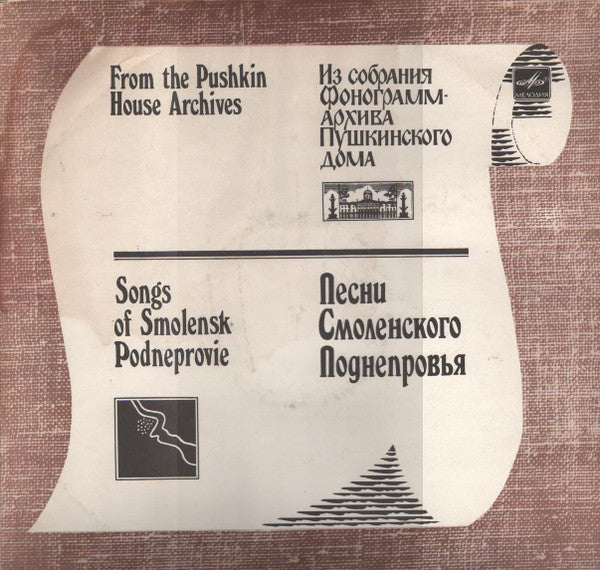 From the Pushkin
House Archives
Из собрания
Фонограмм-
архива
Пушкинского
дома
МЕЛОДИЯ
Songs
of Smolensk
Podneprovie
Песни
Смоленского
Поднепровья